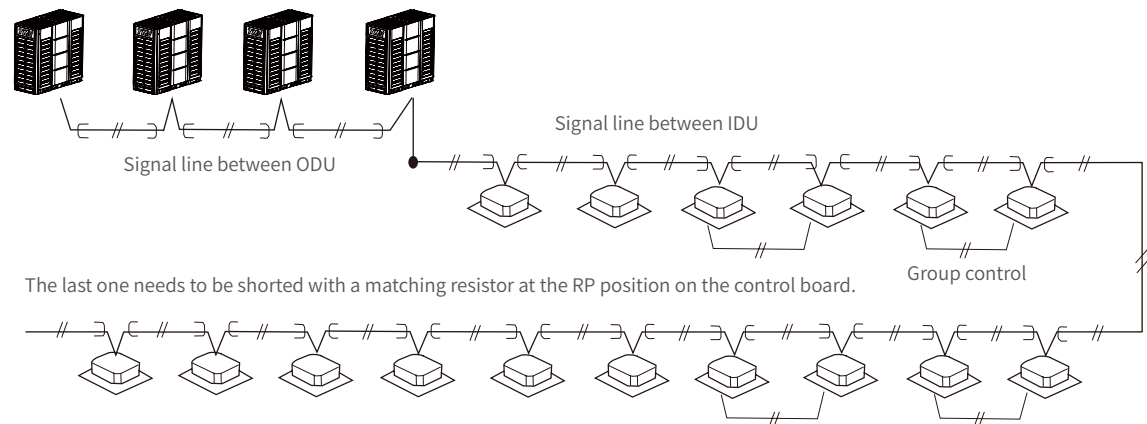 Signal line between IDU
Signal line between ODU
Group control
The last one needs to be shorted with a matching resistor at the RP position on the control board.